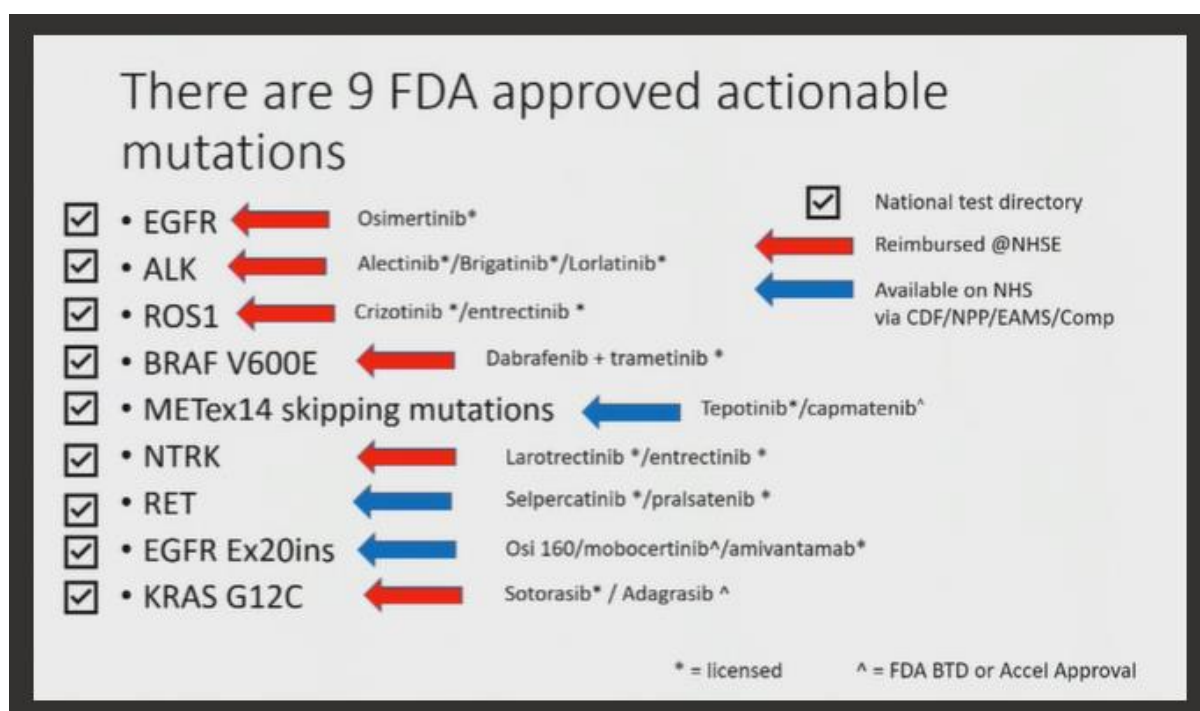 There are 9 FDA approved actionable
mutations
• EGFR Osimertinib*
• ALK Alectinib*/Brigatinib*/Lorlatinib*
• ROS1 Crizotinib */entrectinib *
• BRAF V600E Dabrafenib + trametinib *
• METex14 skipping mutations Tepotinib*/capmatenib^
• NTRK Larotrectinib */entrectinib *
• RET Selpercatinib */pralsatenib *
• EGFR Ex20ins Osi 160/mobocertinib^/amivantamab*
• KRAS G12C Sotorasib* / Adagrasib ^
National test directory
Reimbursed @NHSE
Available on NHS
via CDF/NPP/EAMS/Comp
* = licensed ^ = FDA BTD or Accel Approval